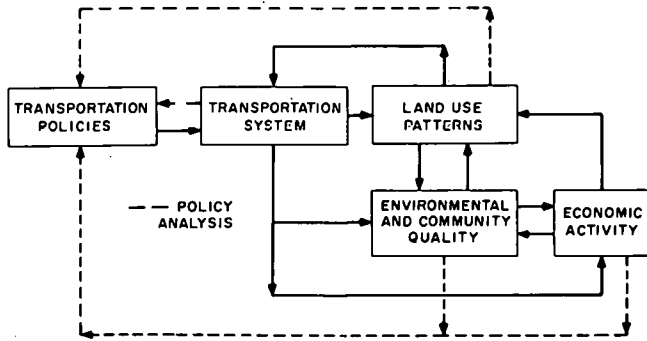 TRANSPORTATION
POLICIES
TRANSPORTATION
SYSTEM
LAND USE
PATTERNS
— — POLICY
ANALYSIS
ENVIRONMENTAL
AND COMMUNITY
QUALITY
ECONOMIC
ACTIVITY